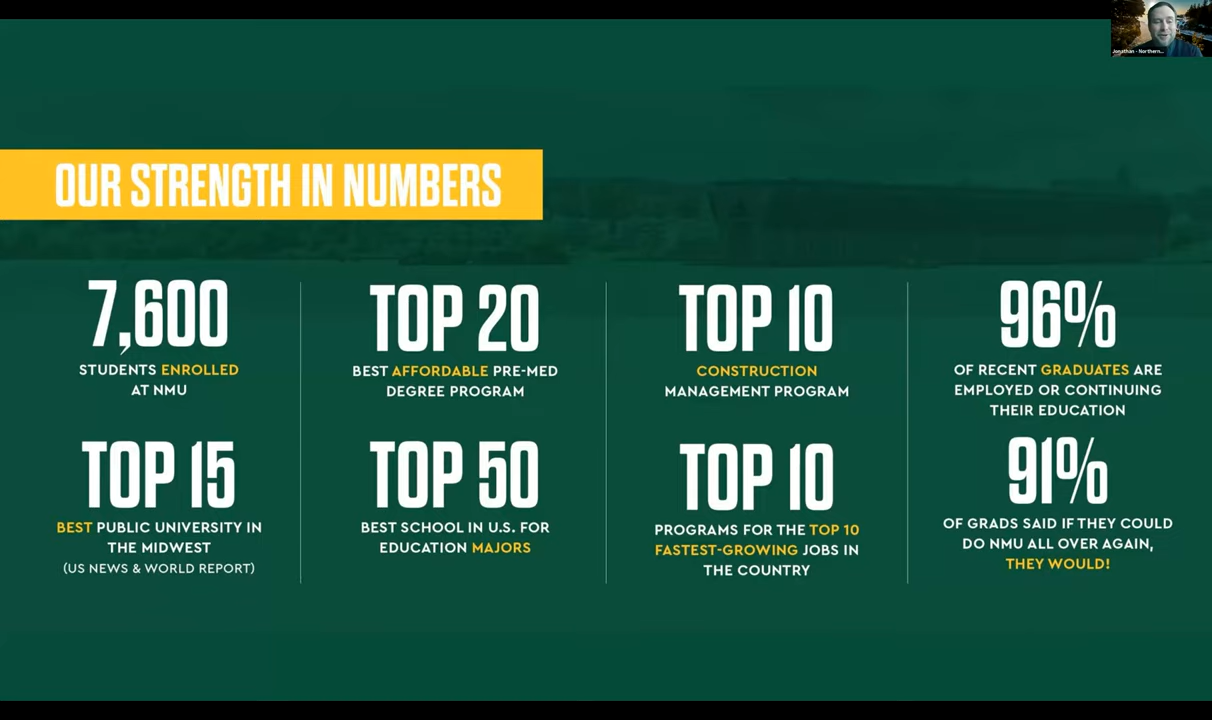 Jonathan - Northern...
OUR STRENGTH IN NUMBERS
7,600
STUDENTS ENROLLED
AT NMU
TOP 15
BEST PUBLIC UNIVERSITY IN
THE MIDWEST
(US NEWS & WORLD REPORT)
TOP 20
BEST AFFORDABLE PRE-MED
DEGREE PROGRAM
TOP 50
BEST SCHOOL IN U.S. FOR
EDUCATION MAJORS
TOP 10
CONSTRUCTION
MANAGEMENT PROGRAM
TOP 10
PROGRAMS FOR THE TOP 10
FASTEST-GROWING JOBS IN
THE COUNTRY
96%
OF RECENT GRADUATES ARE
EMPLOYED OR CONTINUING
THEIR EDUCATION
91%
OF GRADS SAID IF THEY COULD
DO NMU ALL OVER AGAIN,
THEY WOULD!